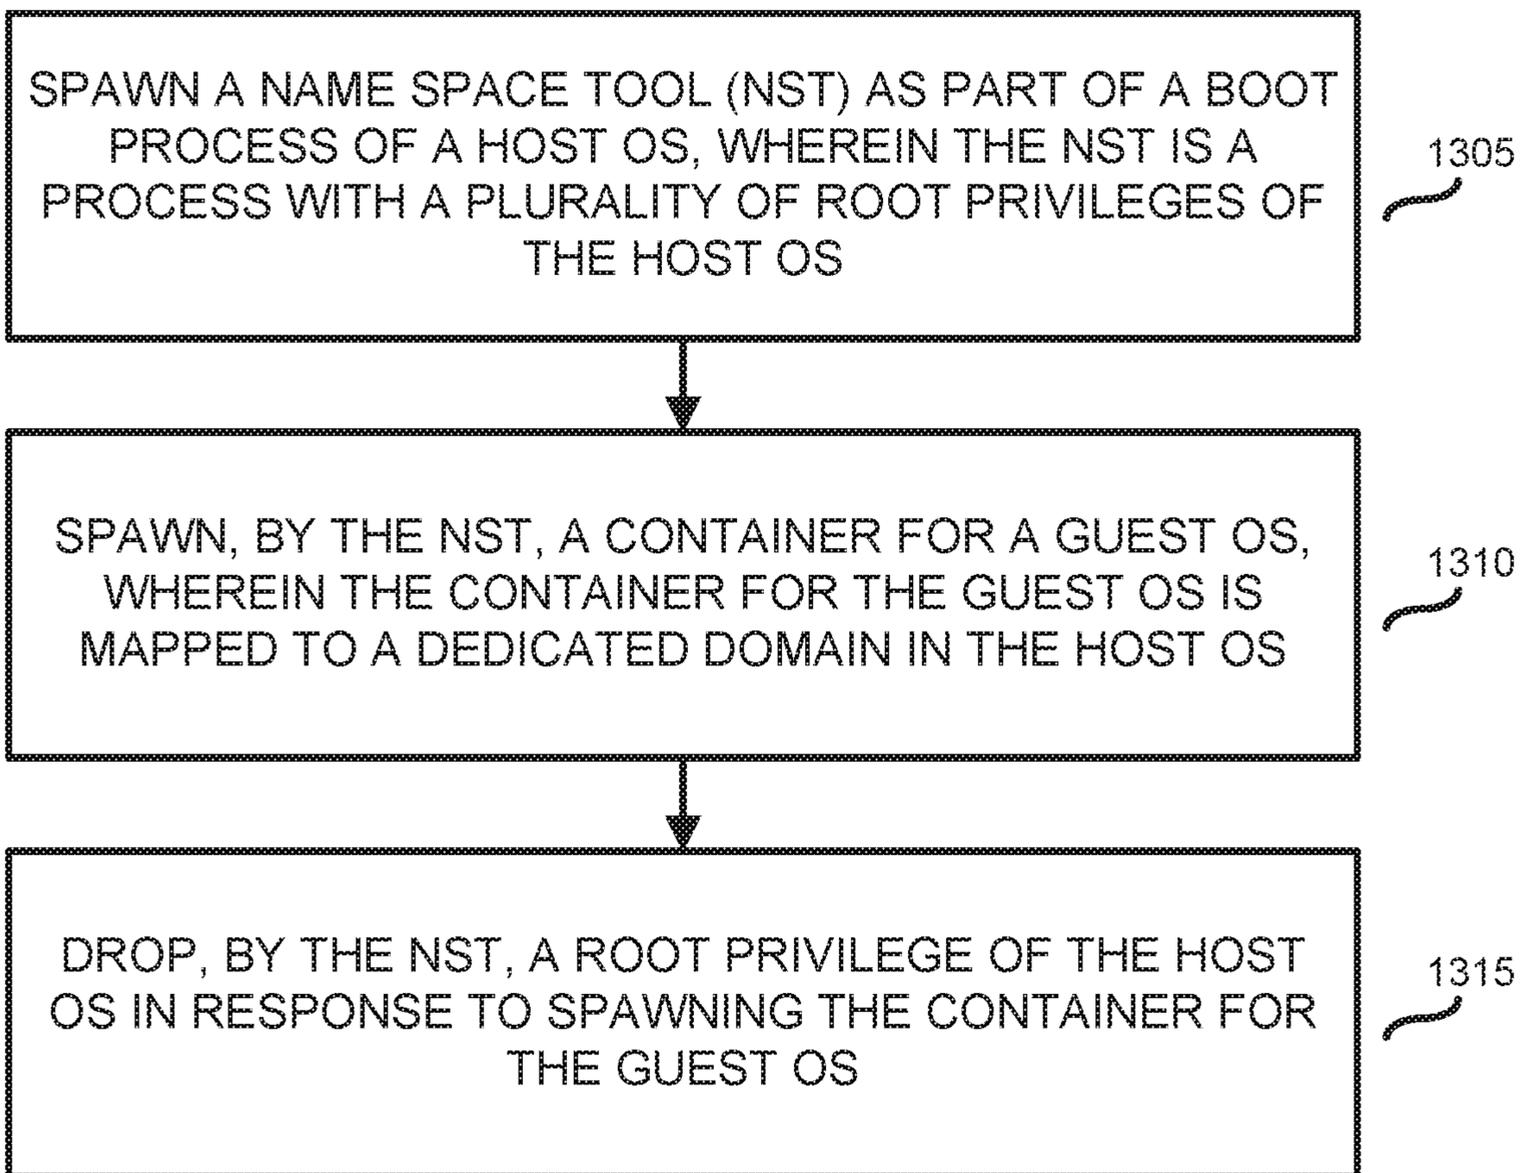 SPAWN A NAME SPACE TOOL (NST) AS PART OF A BOOT
PROCESS OF A HOST OS, WHEREIN THE NST IS A
PROCESS WITH A PLURALITY OF ROOT PRIVILEGES OF
THE HOST OS
1305
SPAWN, BY THE NST, A CONTAINER FOR A GUEST OS,
WHEREIN THE CONTAINER FOR THE GUEST OS IS
MAPPED TO A DEDICATED DOMAIN IN THE HOST OS
1310
DROP, BY THE NST, A ROOT PRIVILEGE OF THE HOST
OS IN RESPONSE TO SPAWNING THE CONTAINER FOR
THE GUEST OS
1315